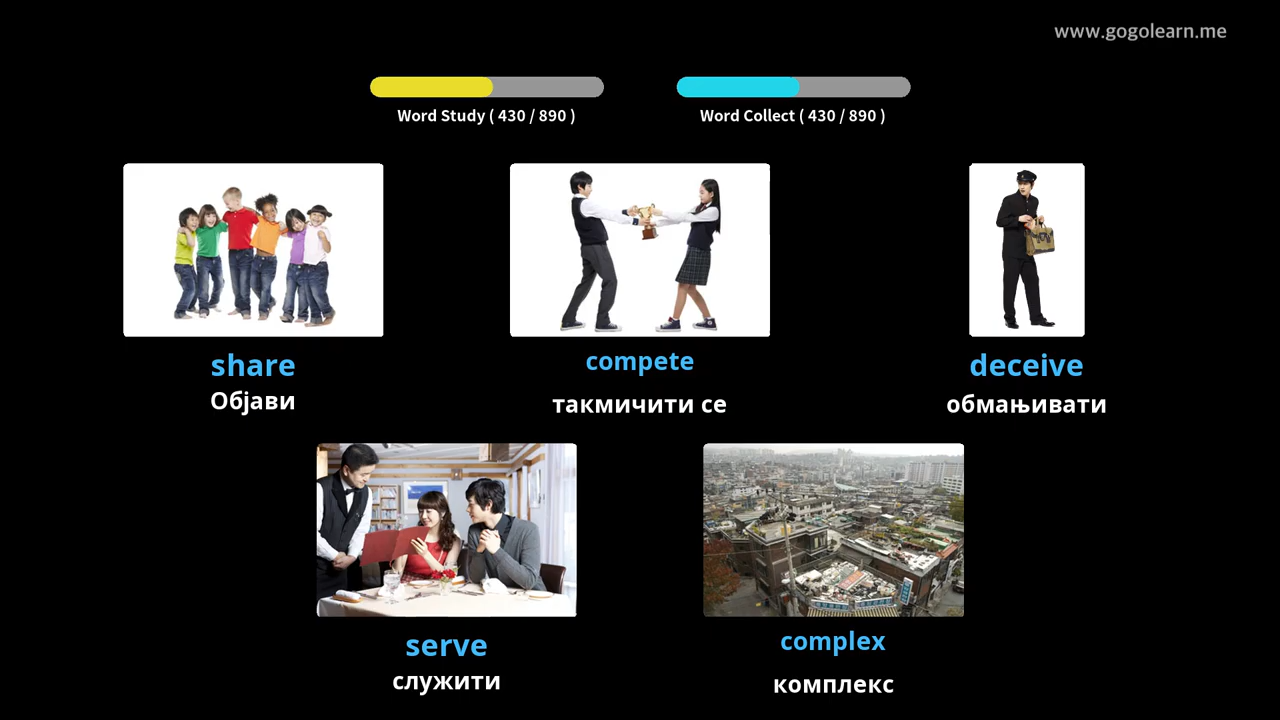 www.gogolearn.me
Word Study ( 430 / 890 )
Word Collect ( 430 / 890 )
share
Објави
compete
такмичити се
deceive
обмањивати
serve
служити
complex
комплекс